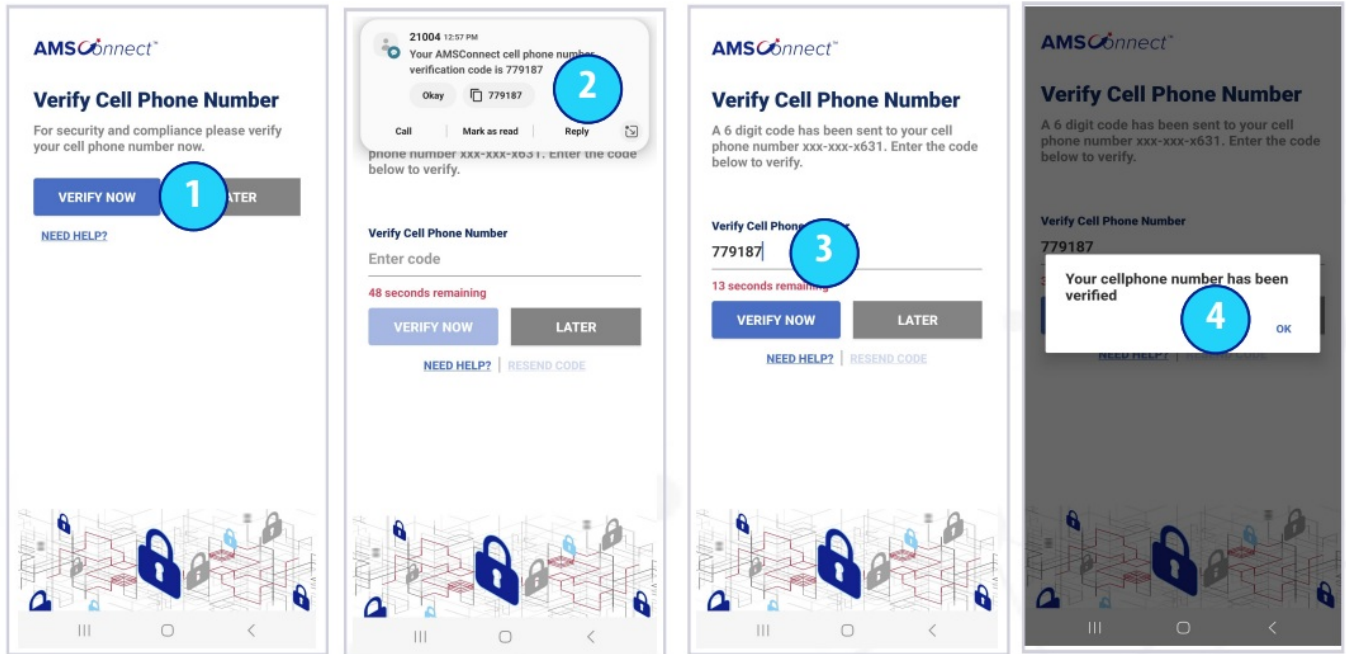 AMSConnect™
Verify Cell Phone Number
For security and compliance please verify
your cell phone number now.
VERIFY NOW
1
NEED HELP?
21004 12:57 PM
Your AMSConnect cell phone number
verification code is 779187
Okay
779187
2
Call
Mark as read
Reply
phone number xxx-xxx-x631. Enter the code
below to verify.
Verify Cell Phone Number
Enter code
48 seconds remaining
VERIFY NOW
LATER
NEED HELP?
RESEND CODE
AMSConnect™
Verify Cell Phone Number
A 6 digit code has been sent to your cell
phone number xxx-xxx-x631. Enter the code
below to verify.
Verify Cell Phone
779187
3
13 seconds remaining
VERIFY NOW
LATER
NEED HELP?
RESEND CODE
AMSConnect™
Verify Cell Phone Number
A 6 digit code has been sent to your cell
phone number xxx-xxx-x631. Enter the code
below to verify.
Verify Cell Phone Number
779187
Your cellphone number has been
verified
4
OK
NEED HELP?
RESEND CODE